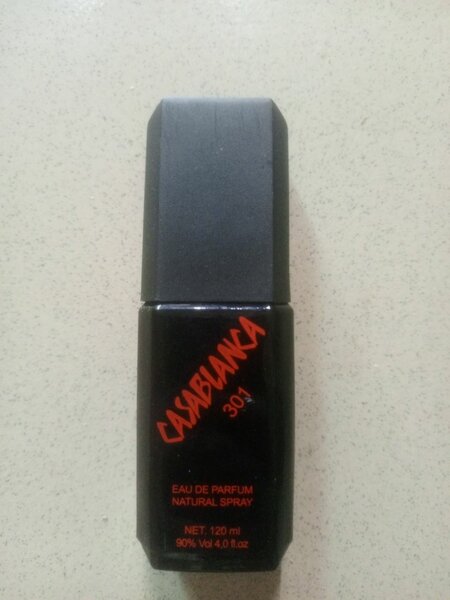 CASABLANCA
301
EAU DE PARFUM
NATURAL SPRAY
NET. 120 ml
90% Vol 4,0 fl.oz